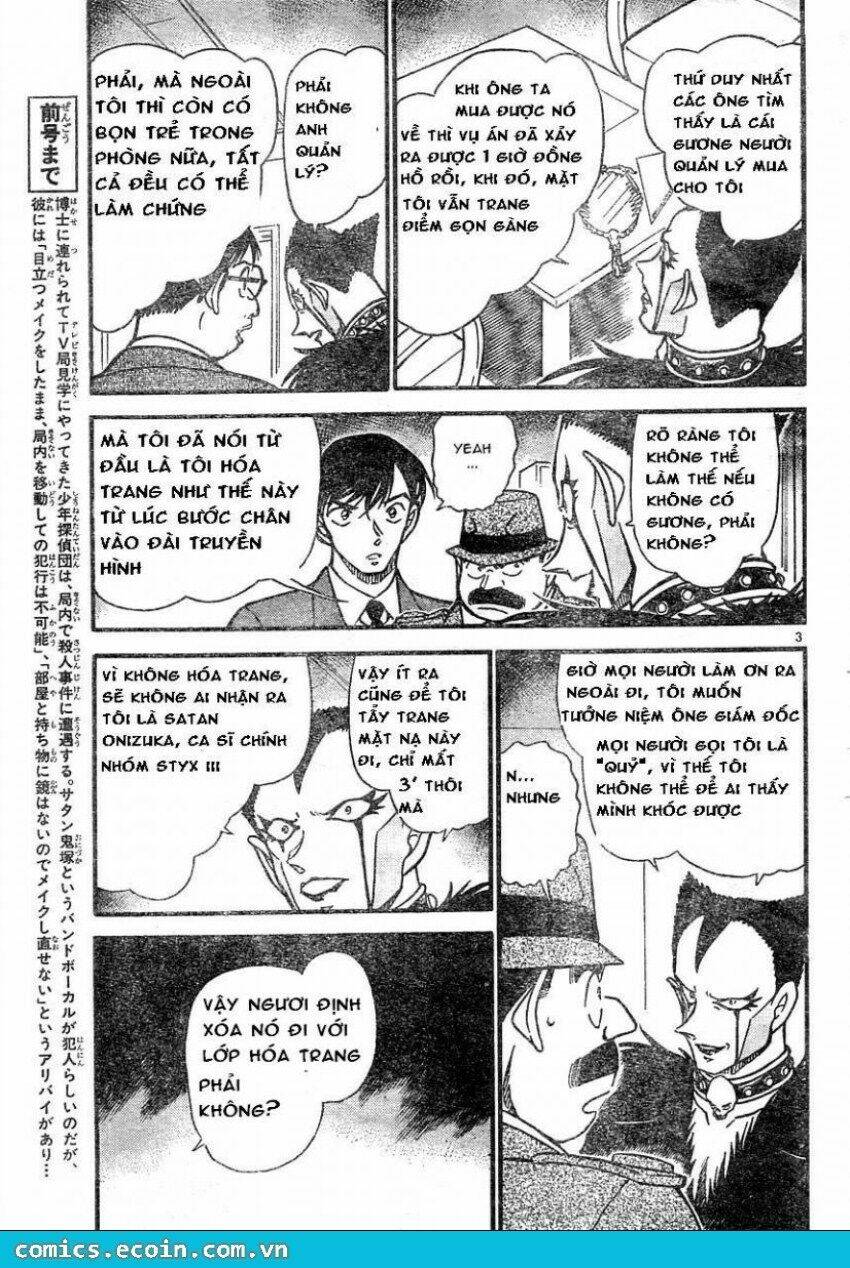 THỨ DUY NHẤT
CÁC ÔNG TÌM
THẤY LÀ CÁI
GƯƠNG NGƯỜI
QUẢN LÝ MUA
CHO TÔI
KHI ÔNG TA
MUA ĐƯỢC NÓ
VỀ THÌ VỤ ÁN ĐÃ XẢY
RA ĐƯỢC 1 GIỜ ĐỒNG
HỒ RỒI, KHI ĐÓ, MẶT
TÔI VẪN TRANG
ĐIỂM GỌN GÀNG
PHẢI
KHÔNG
ANH
QUẢN
LÝ?
PHẢI, MÀ NGOÀI
TÔI THÌ CÒN CÓ
BỌN TRẺ TRONG
PHÒNG NỮA, TẤT
CẢ ĐỀU CÓ THỂ
LÀM CHỨNG
RÕ RÀNG TÔI
KHÔNG THỂ
LÀM THẾ NẾU
KHÔNG CÓ
GƯƠNG, PHẢI
KHÔNG?
YEAH
...
MÀ TÔI ĐÃ NÓI TỪ
ĐẦU LÀ TÔI HÓA
TRANG NHƯ THẾ NÀY
TỪ LÚC BƯỚC CHÂN
VÀO ĐÀI TRUYỀN
HÌNH
3
GIỜ MỌI NGƯỜI LÀM ƠN RA
NGOÀI ĐI, TÔI MUỐN
TƯỞNG NIỆM ÔNG GIÁM ĐỐC
MỌI NGƯỜI GỌI TÔI LÀ
"QUỶ", VÌ THẾ TÔI
KHÔNG THỂ ĐỂ AI THẤY
MÌNH KHÓC ĐƯỢC
N...
NHƯNG
VẬY ÍT RA
CŨNG ĐỂ TÔI
TẨY TRANG
MẶT NẠ NÀY
ĐI, CHỈ MẤT
3' THÔI
MÀ
VÌ KHÔNG HÓA TRANG,
SẼ KHÔNG AI NHẬN RA
TÔI LÀ SATAN
ONIZUKA, CA SĨ CHÍNH
NHÓM STYX III
VẬY NGƯƠI ĐỊNH
XÓA NÓ ĐI VỚI
LỚP HÓA TRANG
PHẢI
KHÔNG?
前号まで
博士に連れられてTV局見学にやってきた少年探偵団は、局内で殺人事件に遭遇する。サタン鬼塚というバンドボーカルが犯人らしいのだが、
彼には「目立つメイクをしたまま、局内を移動しての犯行は不可能」、「部屋と持ち物に鏡はないのでメイクし直せない」というアリバイがあり…
comics.ecoin.com.vn